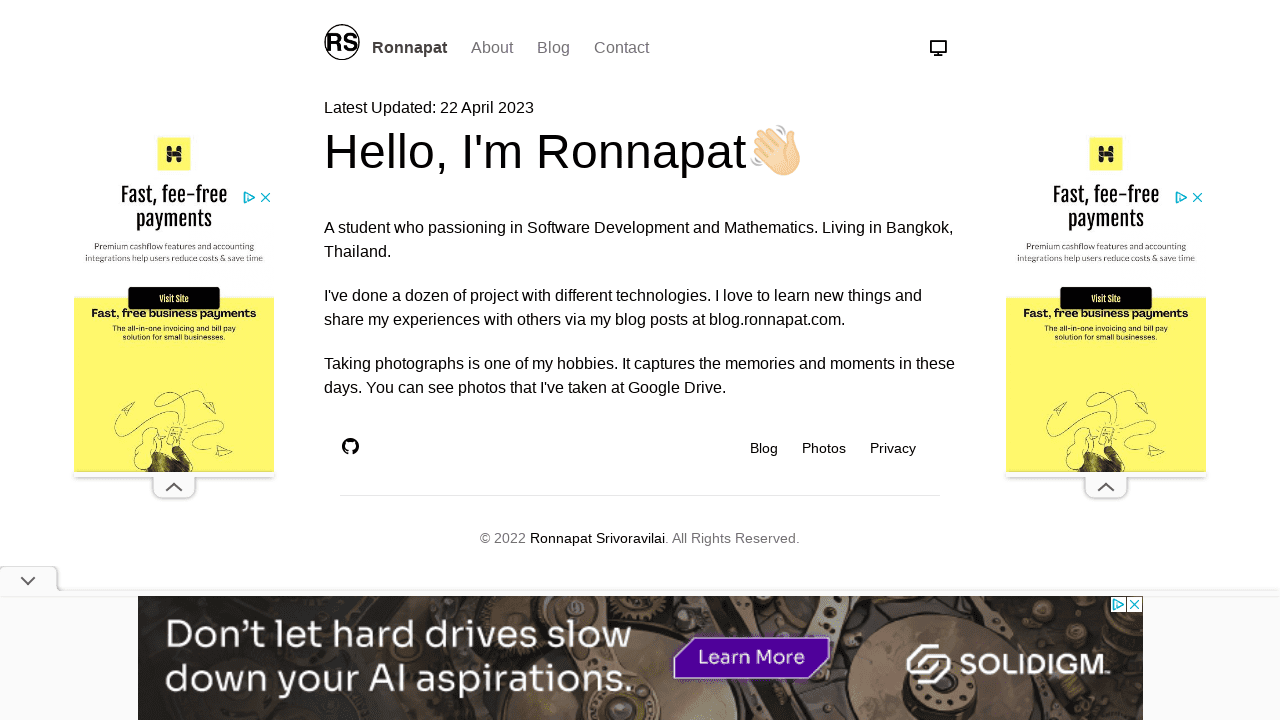 RS Ronnapat About Blog Contact
Latest Updated: 22 April 2023
Hello, I'm Ronnapat
A student who passioning in Software Development and Mathematics. Living in Bangkok,
Thailand.
I've done a dozen of project with different technologies. I love to learn new things and
share my experiences with others via my blog posts at blog.ronnapat.com.
Taking photographs is one of my hobbies. It captures the memories and moments in these
days. You can see photos that I've taken at Google Drive.
Blog Photos Privacy
© 2022 Ronnapat Srivoravilai. All Rights Reserved.
Fast, fee-free
payments
Premium cashflow features and accounting
integrations help users reduce costs & save time
Visit Site
Fast, free business payments
The all-in-one invoicing and bill pay
solution for small businesses.
Fast, fee-free
payments
Premium cashflow features and accounting
integrations help users reduce costs & save time
Visit Site
Fast, free business payments
The all-in-one invoicing and bill pay
solution for small businesses.
Don't let hard drives slow
down your AI aspirations.
Learn More
SOLIDIGM